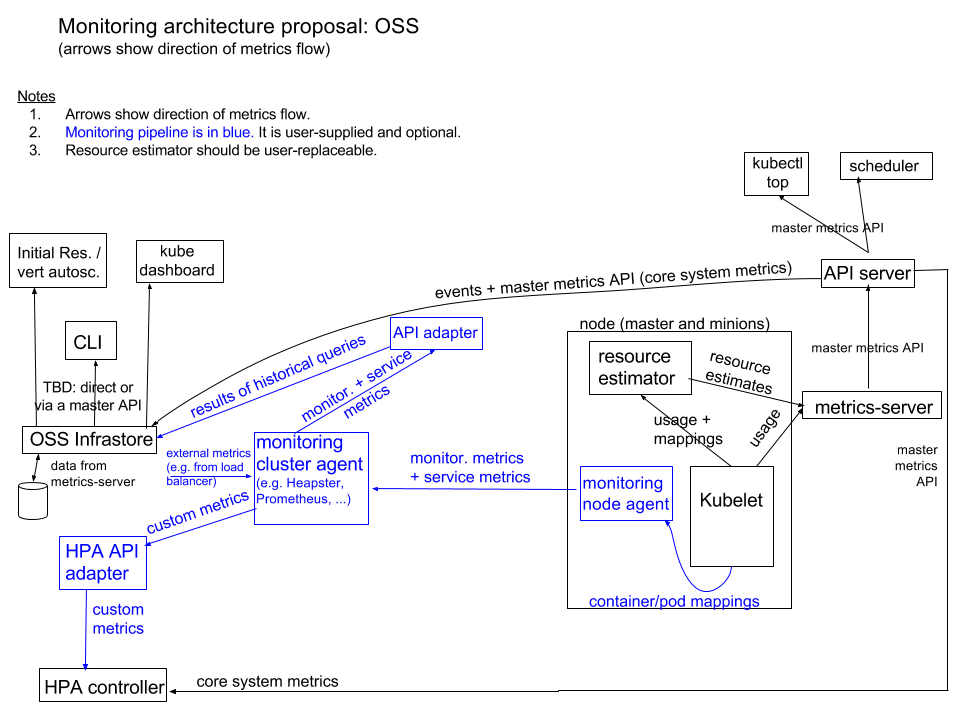 Monitoring architecture proposal: OSS
(arrows show direction of metrics flow)
Notes
1. Arrows show direction of metrics flow.
2. Monitoring pipeline is in blue. It is user-supplied and optional.
3. Resource estimator should be user-replaceable.
kubectl
top
scheduler
master metrics API
Initial Res. /
vert autosc.
kube
dashboard
API server
events + master metrics API (core system metrics)
CLI
API adapter
node (master and minions)
results of historical queries
monitor. + service
metrics
resource
estimator
resource
estimates
master metrics API
TBD: direct or
via a master API
metrics-server
usage +
mappings
usage
OSS Infrastore
data from
metrics-server
external metrics
(e.g. from load
balancer)
monitoring
cluster agent
(e.g. Heapster,
Prometheus, ...)
monitor. metrics
+ service metrics
monitoring
node agent
Kubelet
master
metrics
API
custom metrics
HPA API
adapter
container/pod mappings
custom
metrics
HPA controller
core system metrics